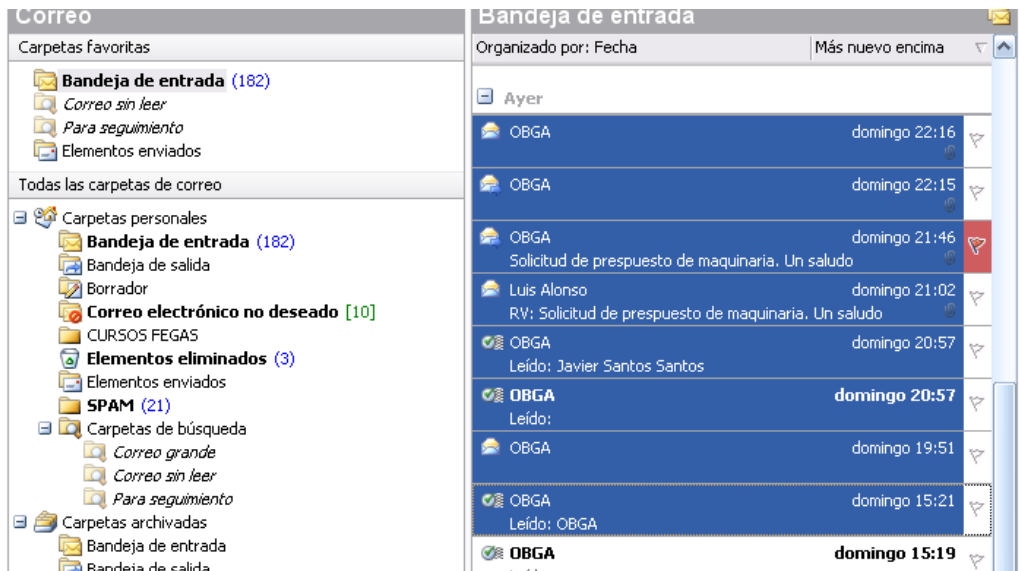 Correo
Carpetas favoritas
Bandeja de entrada (182)
Correo sin leer
Para seguimiento
Elementos enviados
Todas las carpetas de correo
Carpetas personales
Bandeja de entrada (182)
Bandeja de salida
Borrador
Correo electrónico no deseado [10]
CURSOS FEGAS
Elementos eliminados (3)
Elementos enviados
SPAM (21)
Carpetas de búsqueda
Correo grande
Correo sin leer
Para seguimiento
Carpetas archivadas
Bandeja de entrada
Bandeja de salida
Bandeja de entrada
Organizado por: Fecha Más nuevo encima
Ayer
OBGA domingo 22:16
OBGA domingo 22:15
OBGA domingo 21:46
Solicitud de prespuesto de maquinaria. Un saludo
Luis Alonso domingo 21:02
RV: Solicitud de prespuesto de maquinaria. Un saludo
OBGA domingo 20:57
Leído: Javier Santos Santos
OBGA domingo 20:57
Leído:
OBGA domingo 19:51
OBGA domingo 15:21
Leído: OBGA
OBGA domingo 15:19